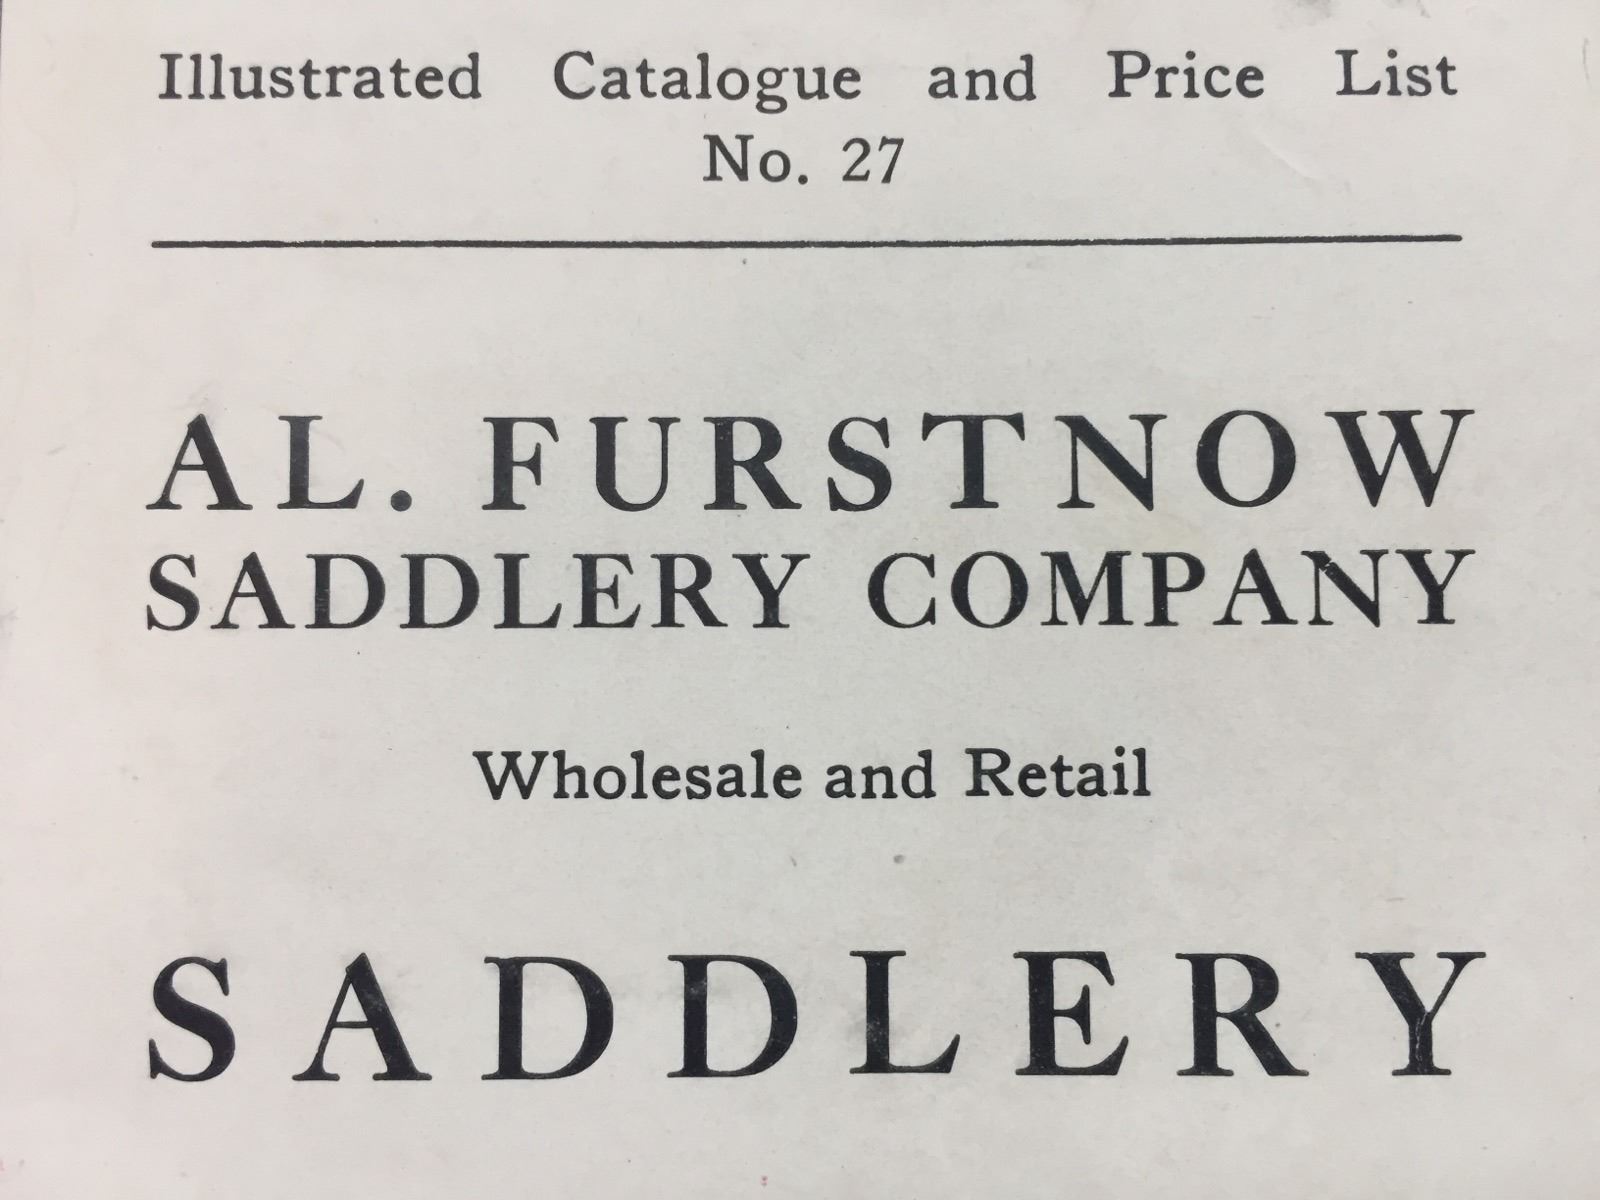 Illustrated Catalogue and Price List
No. 27
AL. FURSTNOW
SADDLERY COMPANY
Wholesale and Retail
SADDLERY